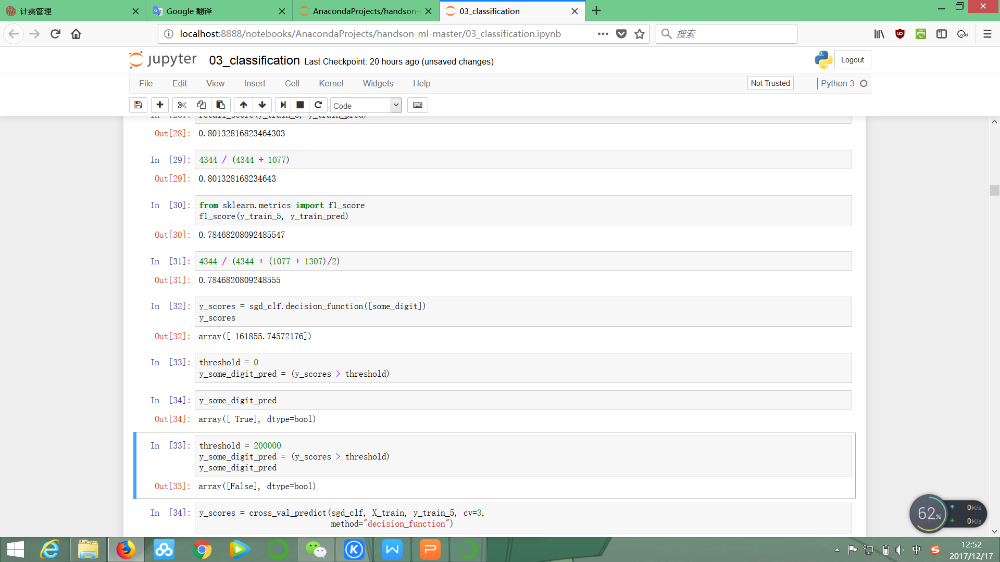 计费管理
Google 翻译
AnacondaProjects/handson-
03_classification
localhost:8888/notebooks/AnacondaProjects/handson-ml-master/03_classification.ipynb
搜索
jupyter 03_classification Last Checkpoint: 20 hours ago (unsaved changes)
Logout
File Edit View Insert Cell Kernel Widgets Help
Not Trusted
Python 3
Code
In [28]: recall_score(y_train_5, y_train_pred)
Out[28]: 0.80132816823464303
In [29]: 4344 / (4344 + 1077)
Out[29]: 0.801328168234643
In [30]: from sklearn.metrics import f1_score
f1_score(y_train_5, y_train_pred)
Out[30]: 0.78468208092485547
In [31]: 4344 / (4344 + (1077 + 1307)/2)
Out[31]: 0.7846820809248555
In [32]: y_scores = sgd_clf.decision_function([some_digit])
y_scores
Out[32]: array([ 161855.74572176])
In [33]: threshold = 0
y_some_digit_pred = (y_scores > threshold)
In [34]: y_some_digit_pred
Out[34]: array([ True], dtype=bool)
In [33]: threshold = 200000
y_some_digit_pred = (y_scores > threshold)
y_some_digit_pred
Out[33]: array([False], dtype=bool)
In [34]: y_scores = cross_val_predict(sgd_clf, X_train, y_train_5, cv=3,
method="decision_function")
62%
0K/s
0K/s
中
12:52
2017/12/17